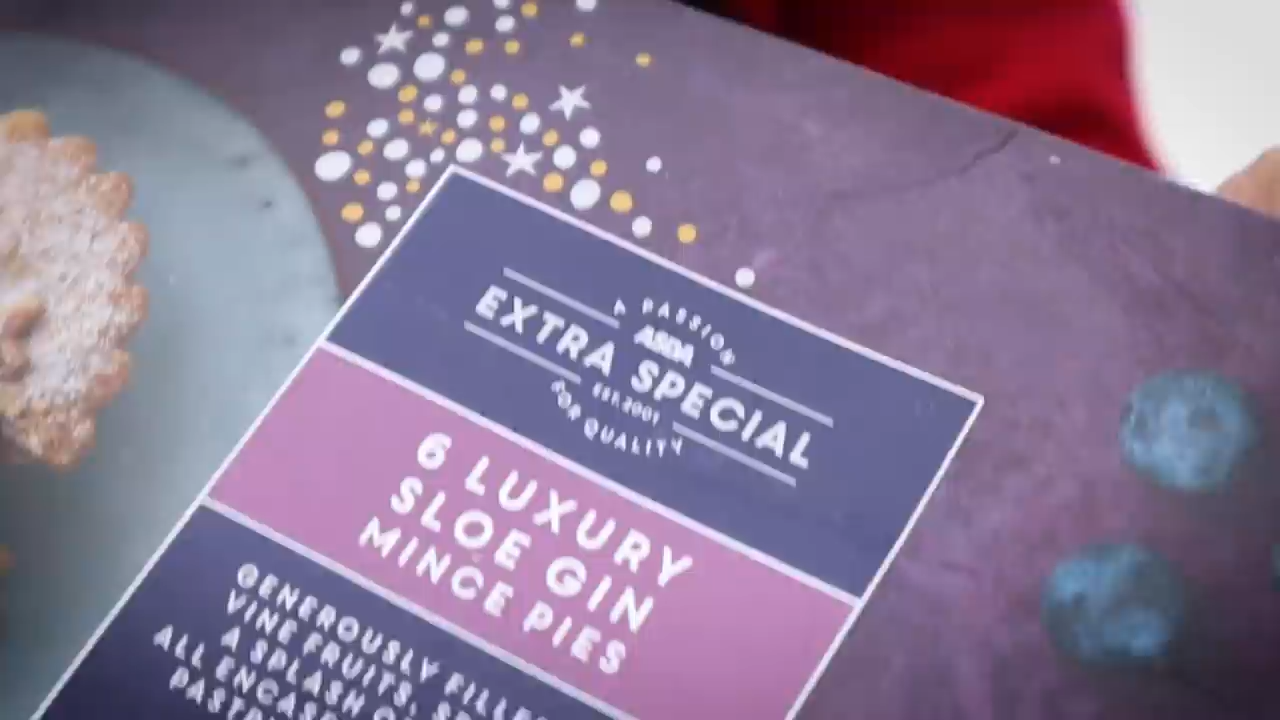 A PASSION
ASDA
EXTRA SPECIAL
EST. 2001
FOR QUALITY
6 LUXURY
SLOE GIN
MINCE PIES
GENEROUSLY FILLED
VINE FRUITS,
A SPLASH
ALL